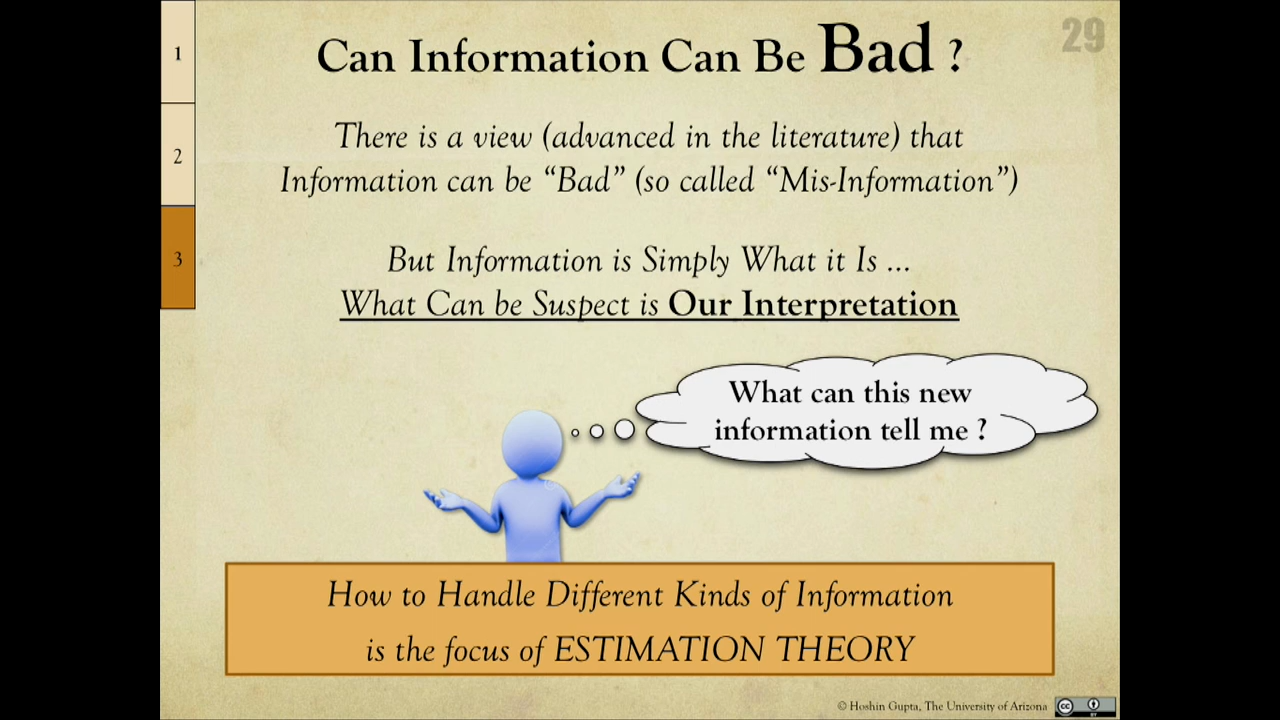 1
2
3
29
Can Information Can Be Bad ?
There is a view (advanced in the literature) that
Information can be “Bad” (so called “Mis-Information”)
But Information is Simply What it Is ...
What Can be Suspect is Our Interpretation
What can this new
information tell me ?
How to Handle Different Kinds of Information
is the focus of ESTIMATION THEORY
© Hoshin Gupta, The University of Arizona
cc
BY